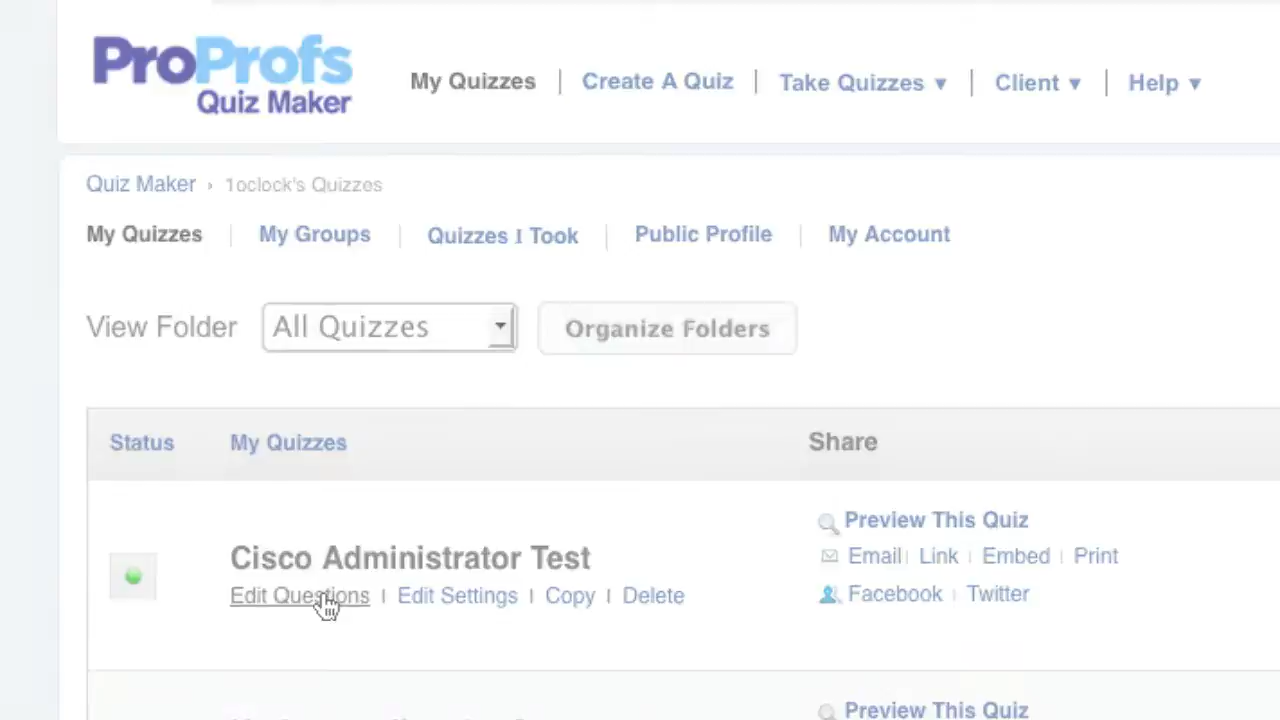 ProProfs
Quiz Maker
My Quizzes | Create A Quiz | Take Quizzes ▼ | Client ▼ | Help ▼
Quiz Maker › 1oclock's Quizzes
My Quizzes | My Groups | Quizzes I Took | Public Profile | My Account
View Folder All Quizzes Organize Folders
Status My Quizzes Share
Preview This Quiz
Cisco Administrator Test
Email | Link | Embed | Print
Edit Questions | Edit Settings | Copy | Delete
Facebook | Twitter
Preview This Quiz